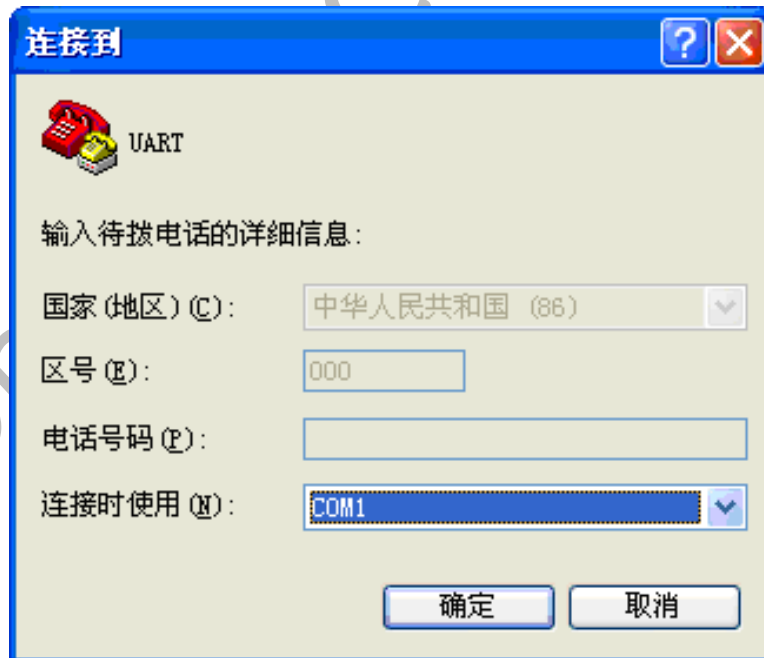 连接到
UART
输入待拨电话的详细信息:
国家(地区)(C): 中华人民共和国 (86)
区号(E): 000
电话号码(P):
连接时使用(N): COM1
确定 取消